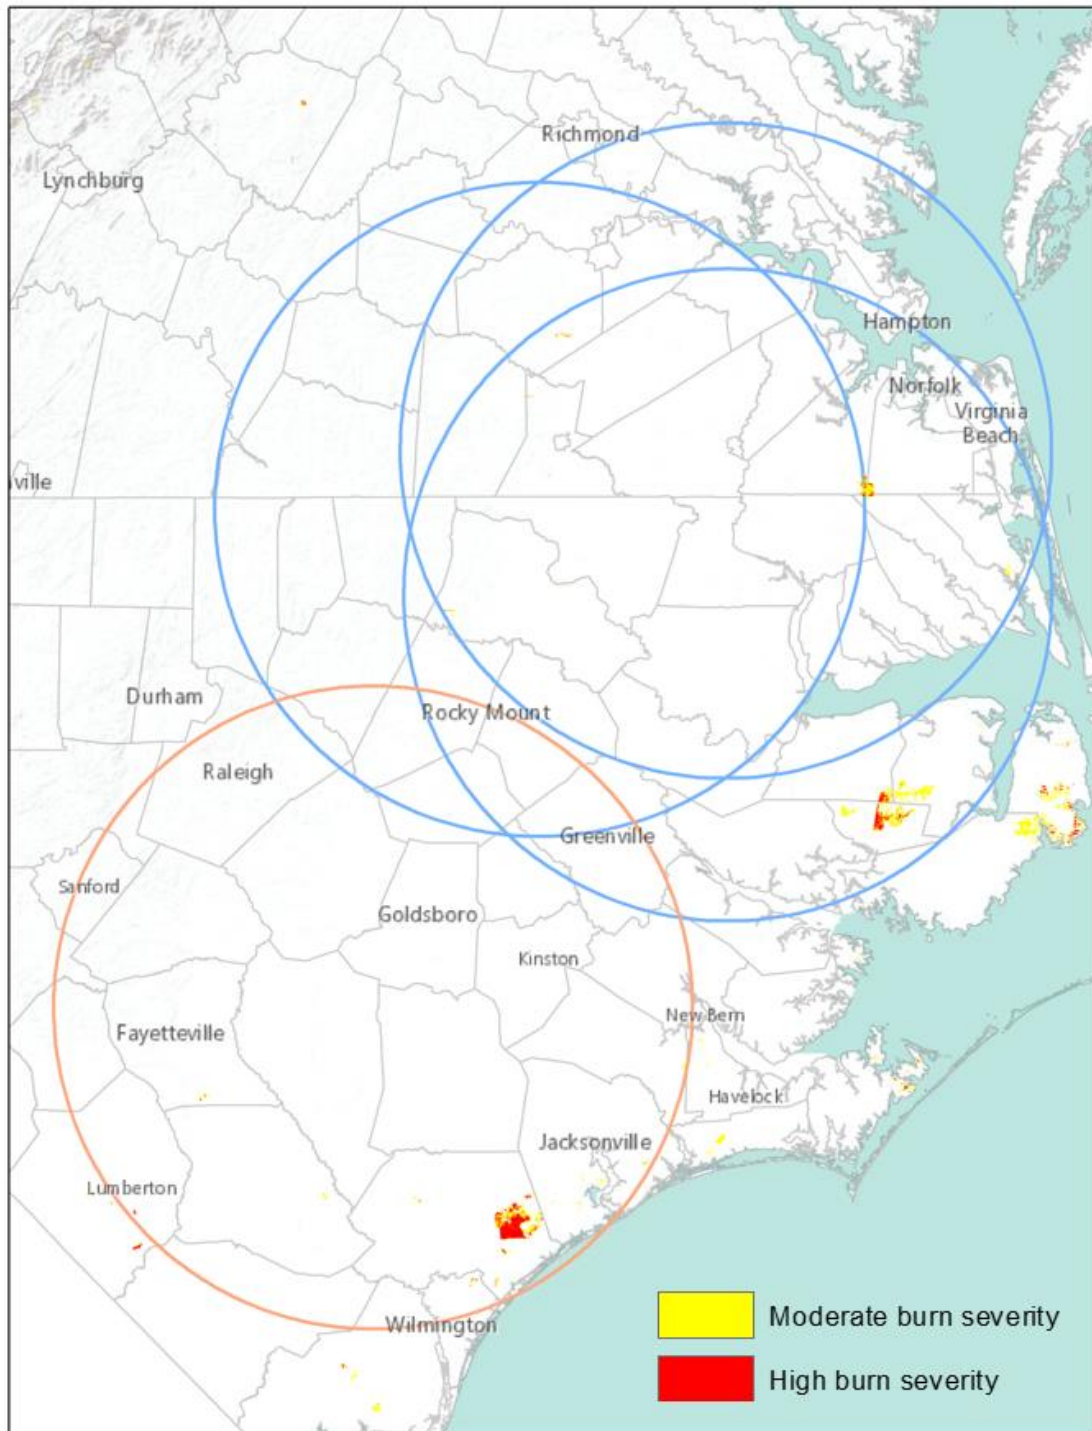 Richmond
Lynchburg
Hampton
Norfolk
Virginia
Beach
ville
Durham
Rocky Mount
Raleigh
Greenville
Sanford
Goldsboro
Kinston
New Bern
Fayetteville
Havelock
Jacksonville
Lumberton
Wilmington
Moderate burn severity
High burn severity